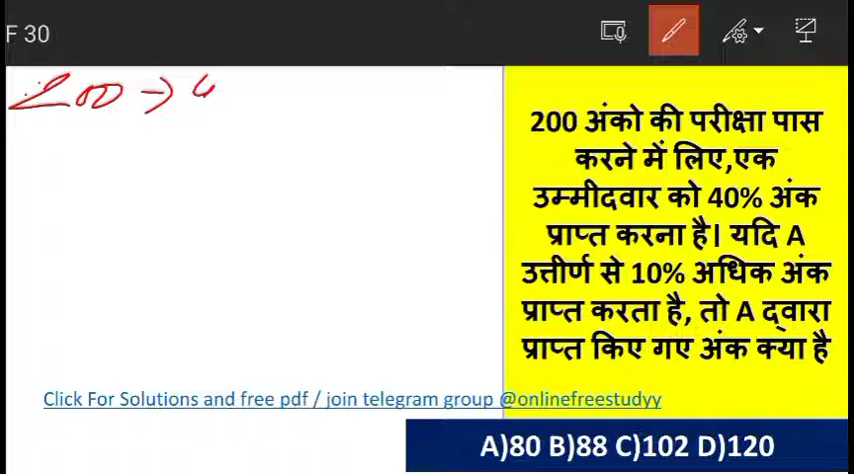 F 30
200 → 4
200 अंको की परीक्षा पास
करने में लिए,एक
उम्मीदवार को 40% अंक
प्राप्त करना है। यदि A
उत्तीर्ण से 10% अधिक अंक
प्राप्त करता है, तो A द्वारा
प्राप्त किए गए अंक क्या है
Click For Solutions and free pdf / join telegram group @onlinefreestudyy
A)80 B)88 C)102 D)120